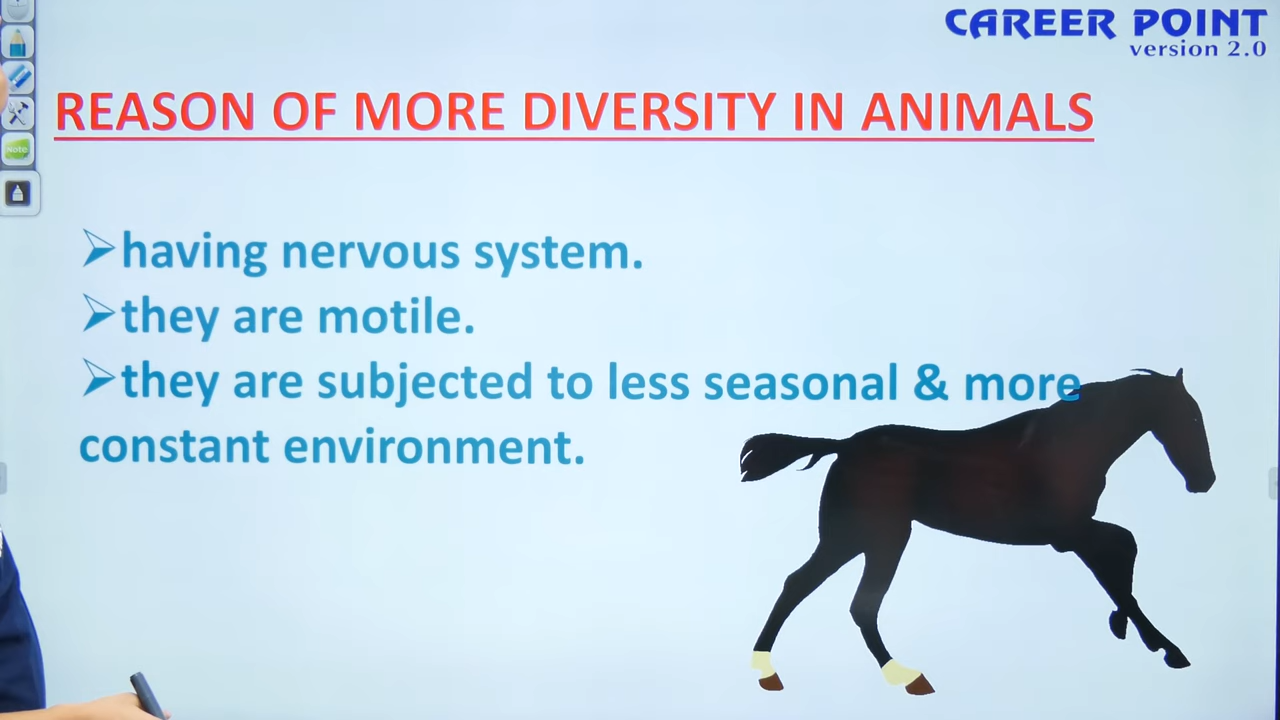 CAREER POINT
version 2.0
REASON OF MORE DIVERSITY IN ANIMALS
Note
➢having nervous system.
➢they are motile.
➢they are subjected to less seasonal & more
constant environment.